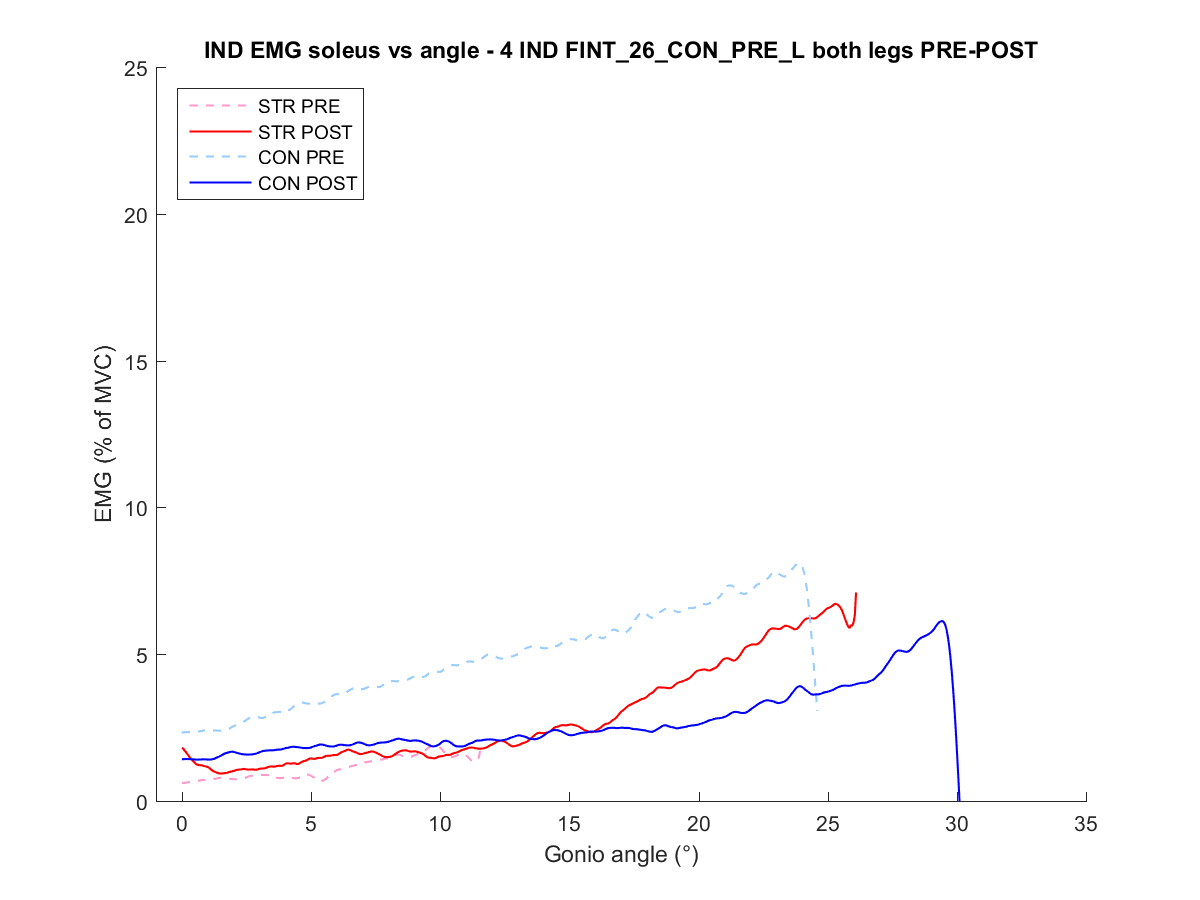 IND EMG soleus vs angle - 4 IND FINT_26_CON_PRE_L both legs PRE-POST
25
20
15
10
5
0
STR PRE
STR POST
CON PRE
CON POST
EMG (% of MVC)
0 5 10 15 20 25 30 35
Gonio angle (°)